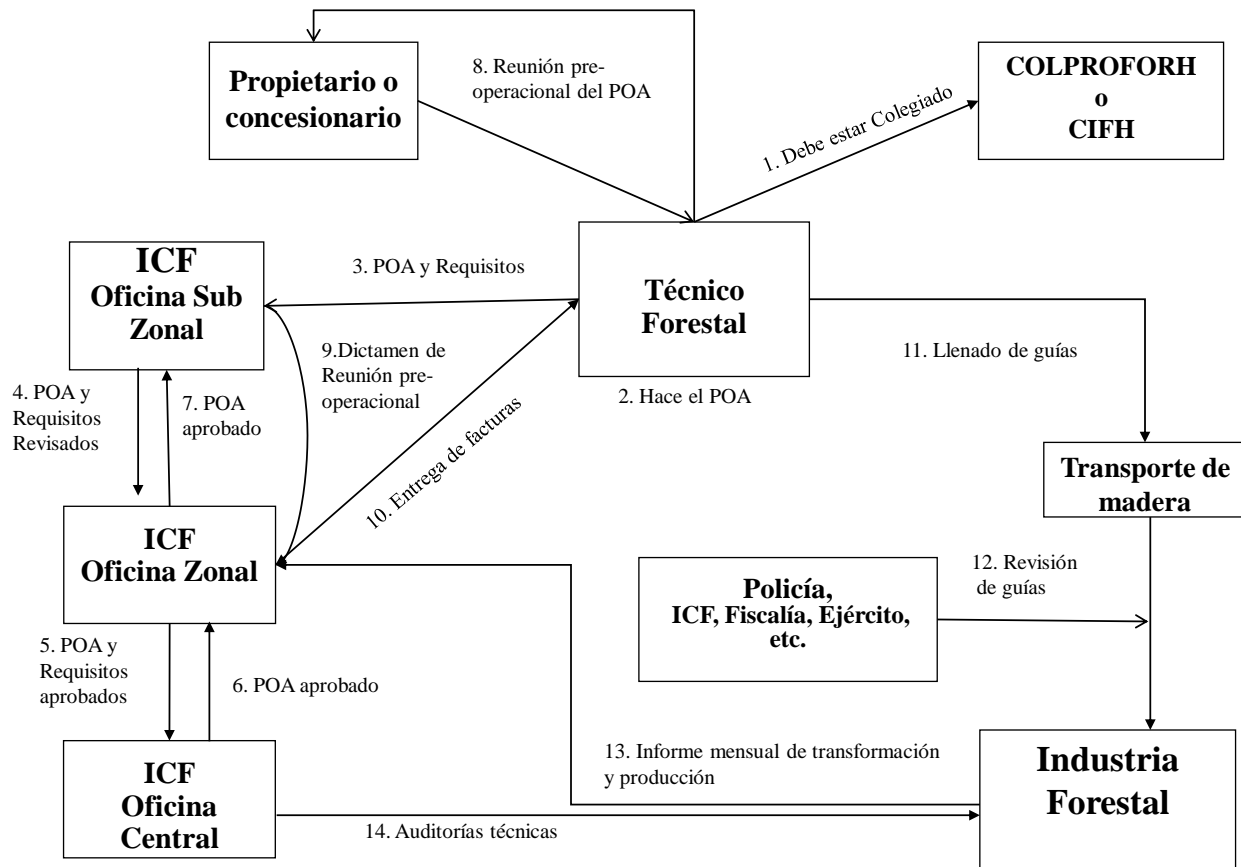 Propietario o
concesionario
8. Reunión pre-
operacional del POA
1. Debe estar Colegiado
COLPROFORH
o
CIFH
ICF
Oficina Sub
Zonal
3. POA y Requisitos
Técnico
Forestal
2. Hace el POA
9.Dictamen de
Reunión pre-
operacional
10. Entrega de facturas
11. Llenado de guías
4. POA y
Requisitos
Revisados
7. POA
aprobado
Transporte de
madera
ICF
Oficina Zonal
Policía,
ICF, Fiscalía, Ejército,
etc.
12. Revisión
de guías
5. POA y
Requisitos
aprobados
6. POA aprobado
ICF
Oficina
Central
13. Informe mensual de transformación
y producción
14. Auditorías técnicas
Industria
Forestal